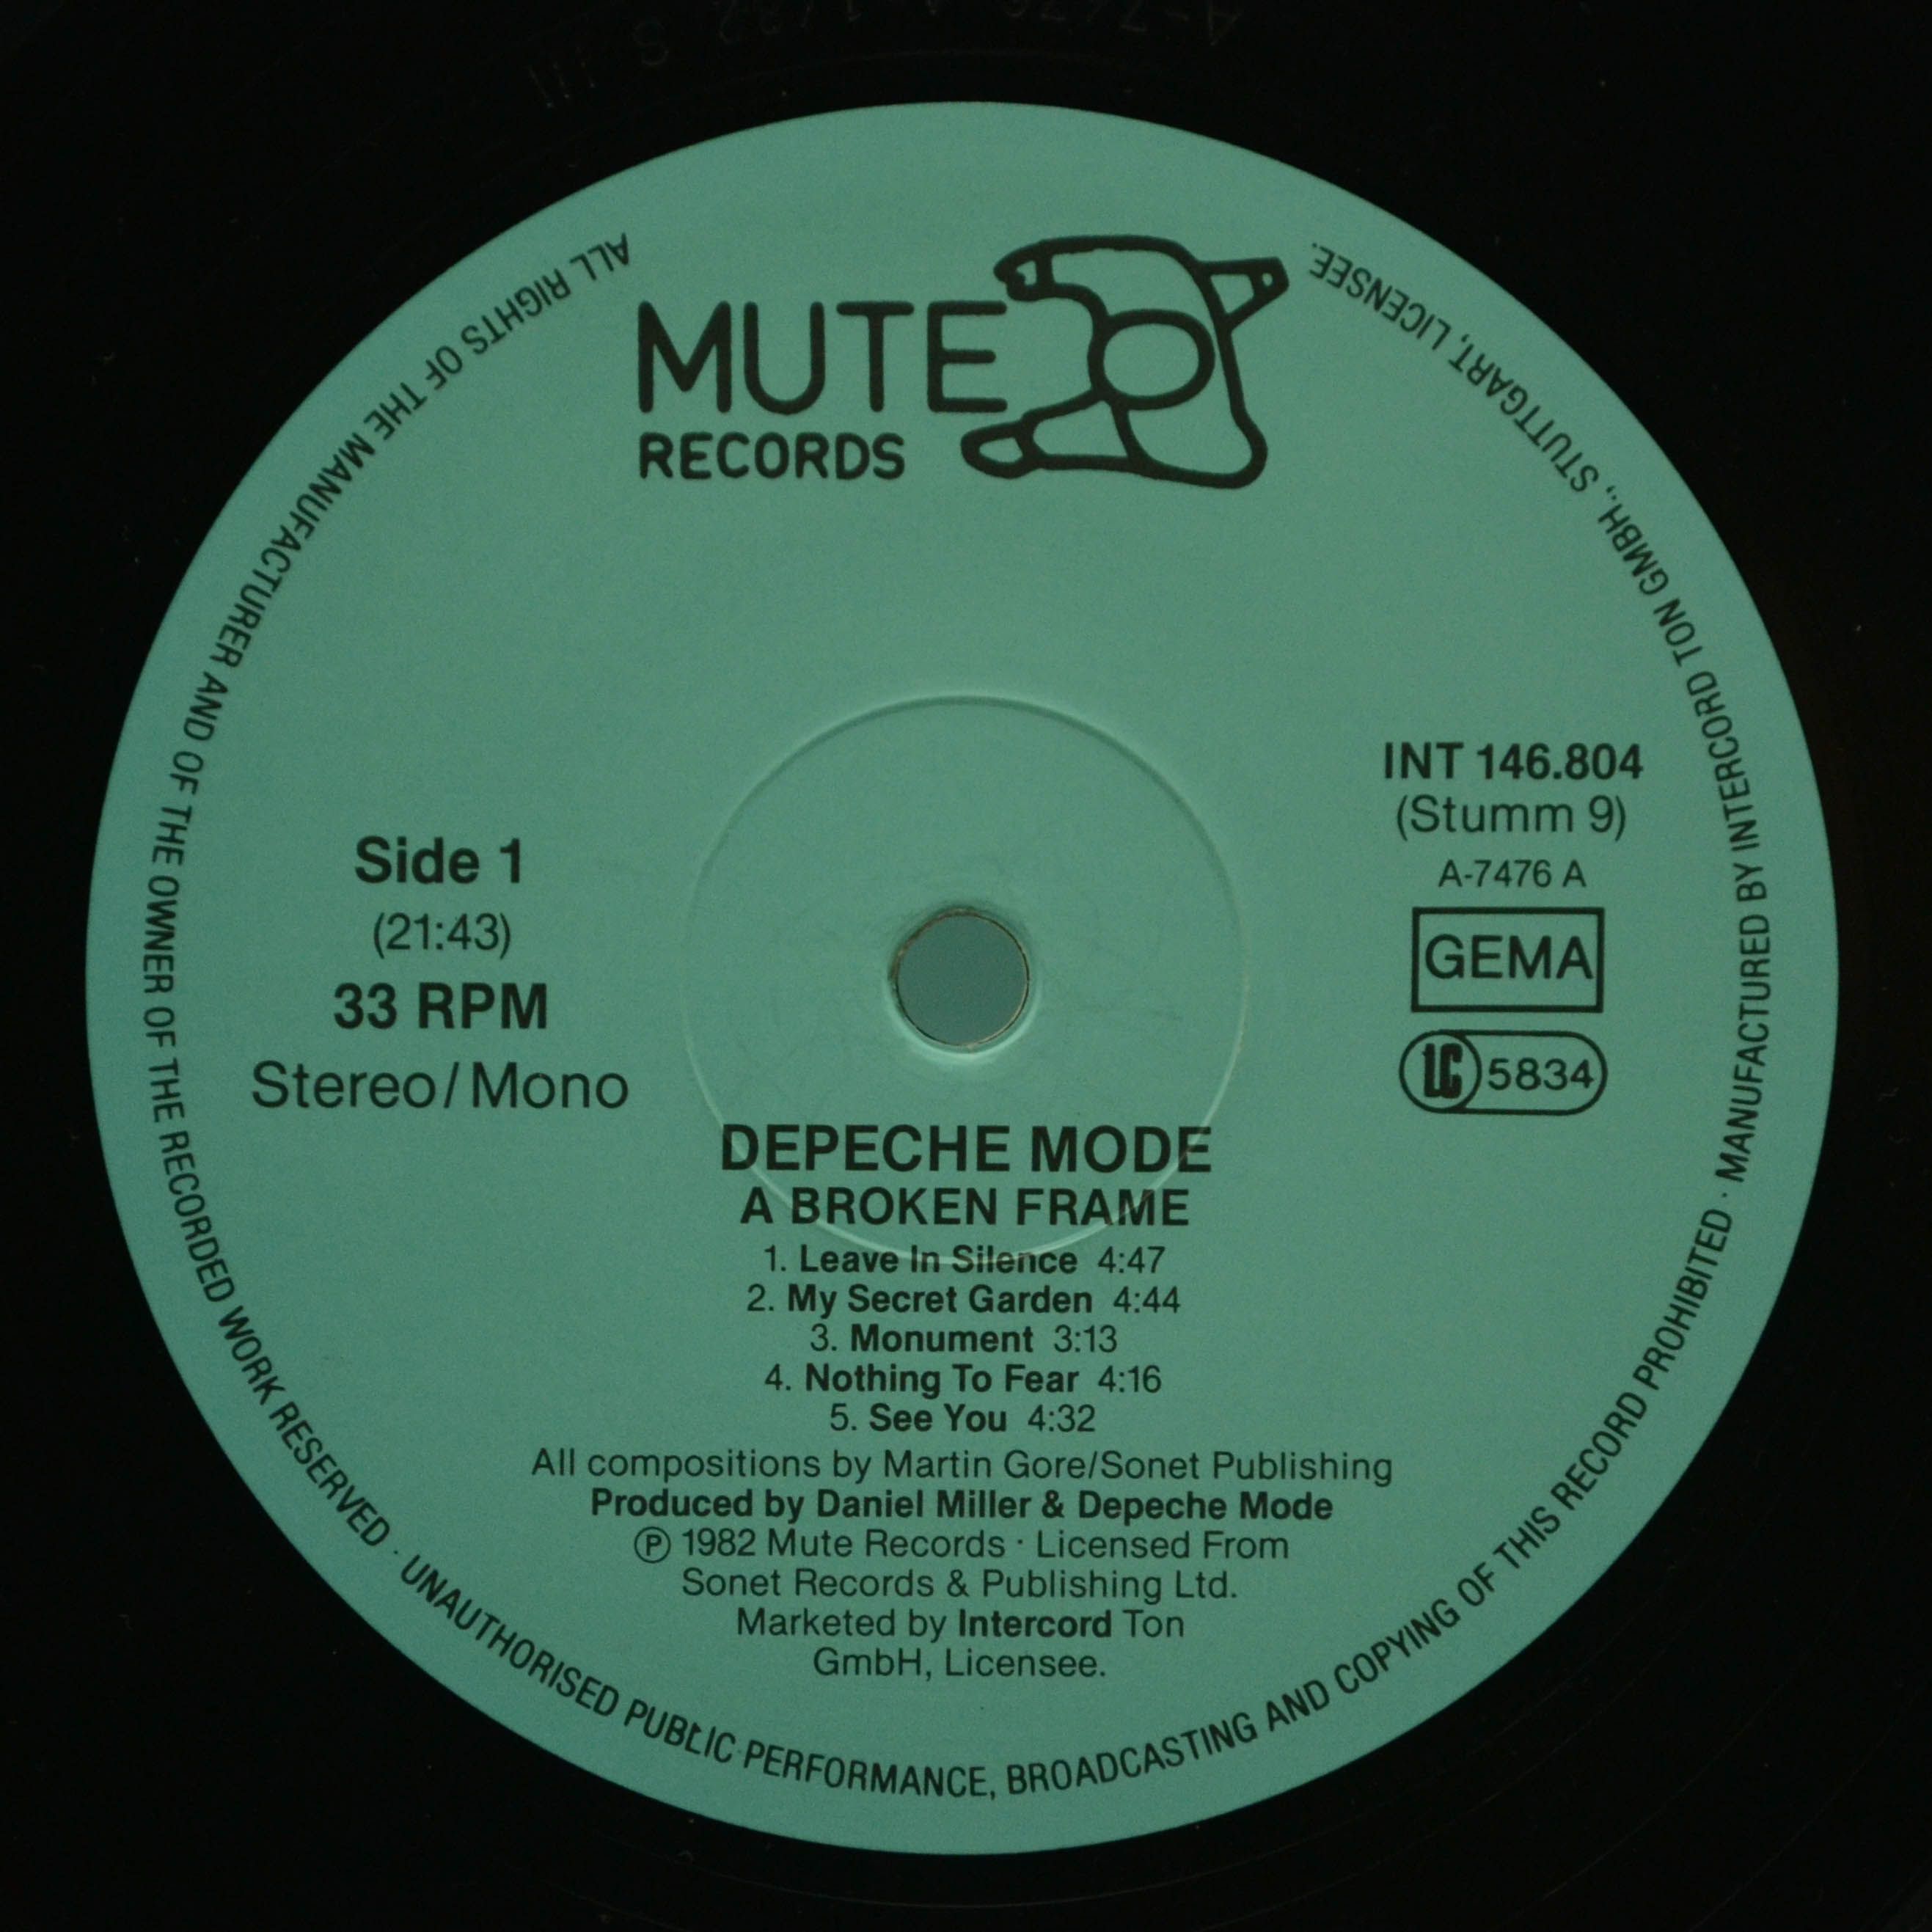 MUTE
RECORDS
INT 146.804
(Stumm 9)
A-7476 A
GEMA
LC 5834
Side 1
(21:43)
33 RPM
Stereo/Mono
DEPECHE MODE
A BROKEN FRAME
1. Leave In Silence 4:47
2. My Secret Garden 4:44
3. Monument 3:13
4. Nothing To Fear 4:16
5. See You 4:32
All compositions by Martin Gore/Sonet Publishing
Produced by Daniel Miller & Depeche Mode
Ⓟ 1982 Mute Records · Licensed From
Sonet Records & Publishing Ltd.
Marketed by Intercord Ton
GmbH, Licensee.
ALL RIGHTS OF THE MANUFACTURER AND OF THE OWNER OF THE RECORDED WORK RESERVED · UNAUTHORISED PUBLIC PERFORMANCE, BROADCASTING AND COPYING OF THIS RECORD PROHIBITED · MANUFACTURED BY INTERCORD TON GMBH., STUTTGART, LICENSEE.